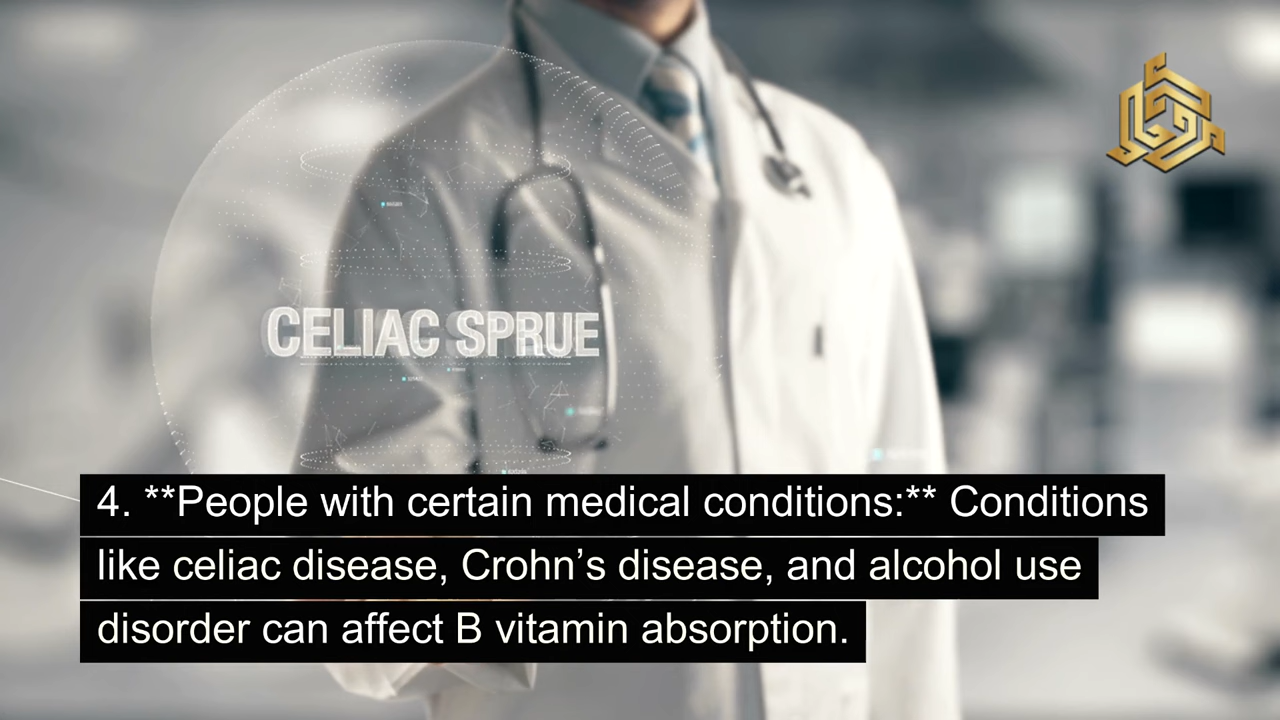 CELIAC SPRUE
4. **People with certain medical conditions:** Conditions
like celiac disease, Crohn’s disease, and alcohol use
disorder can affect B vitamin absorption.